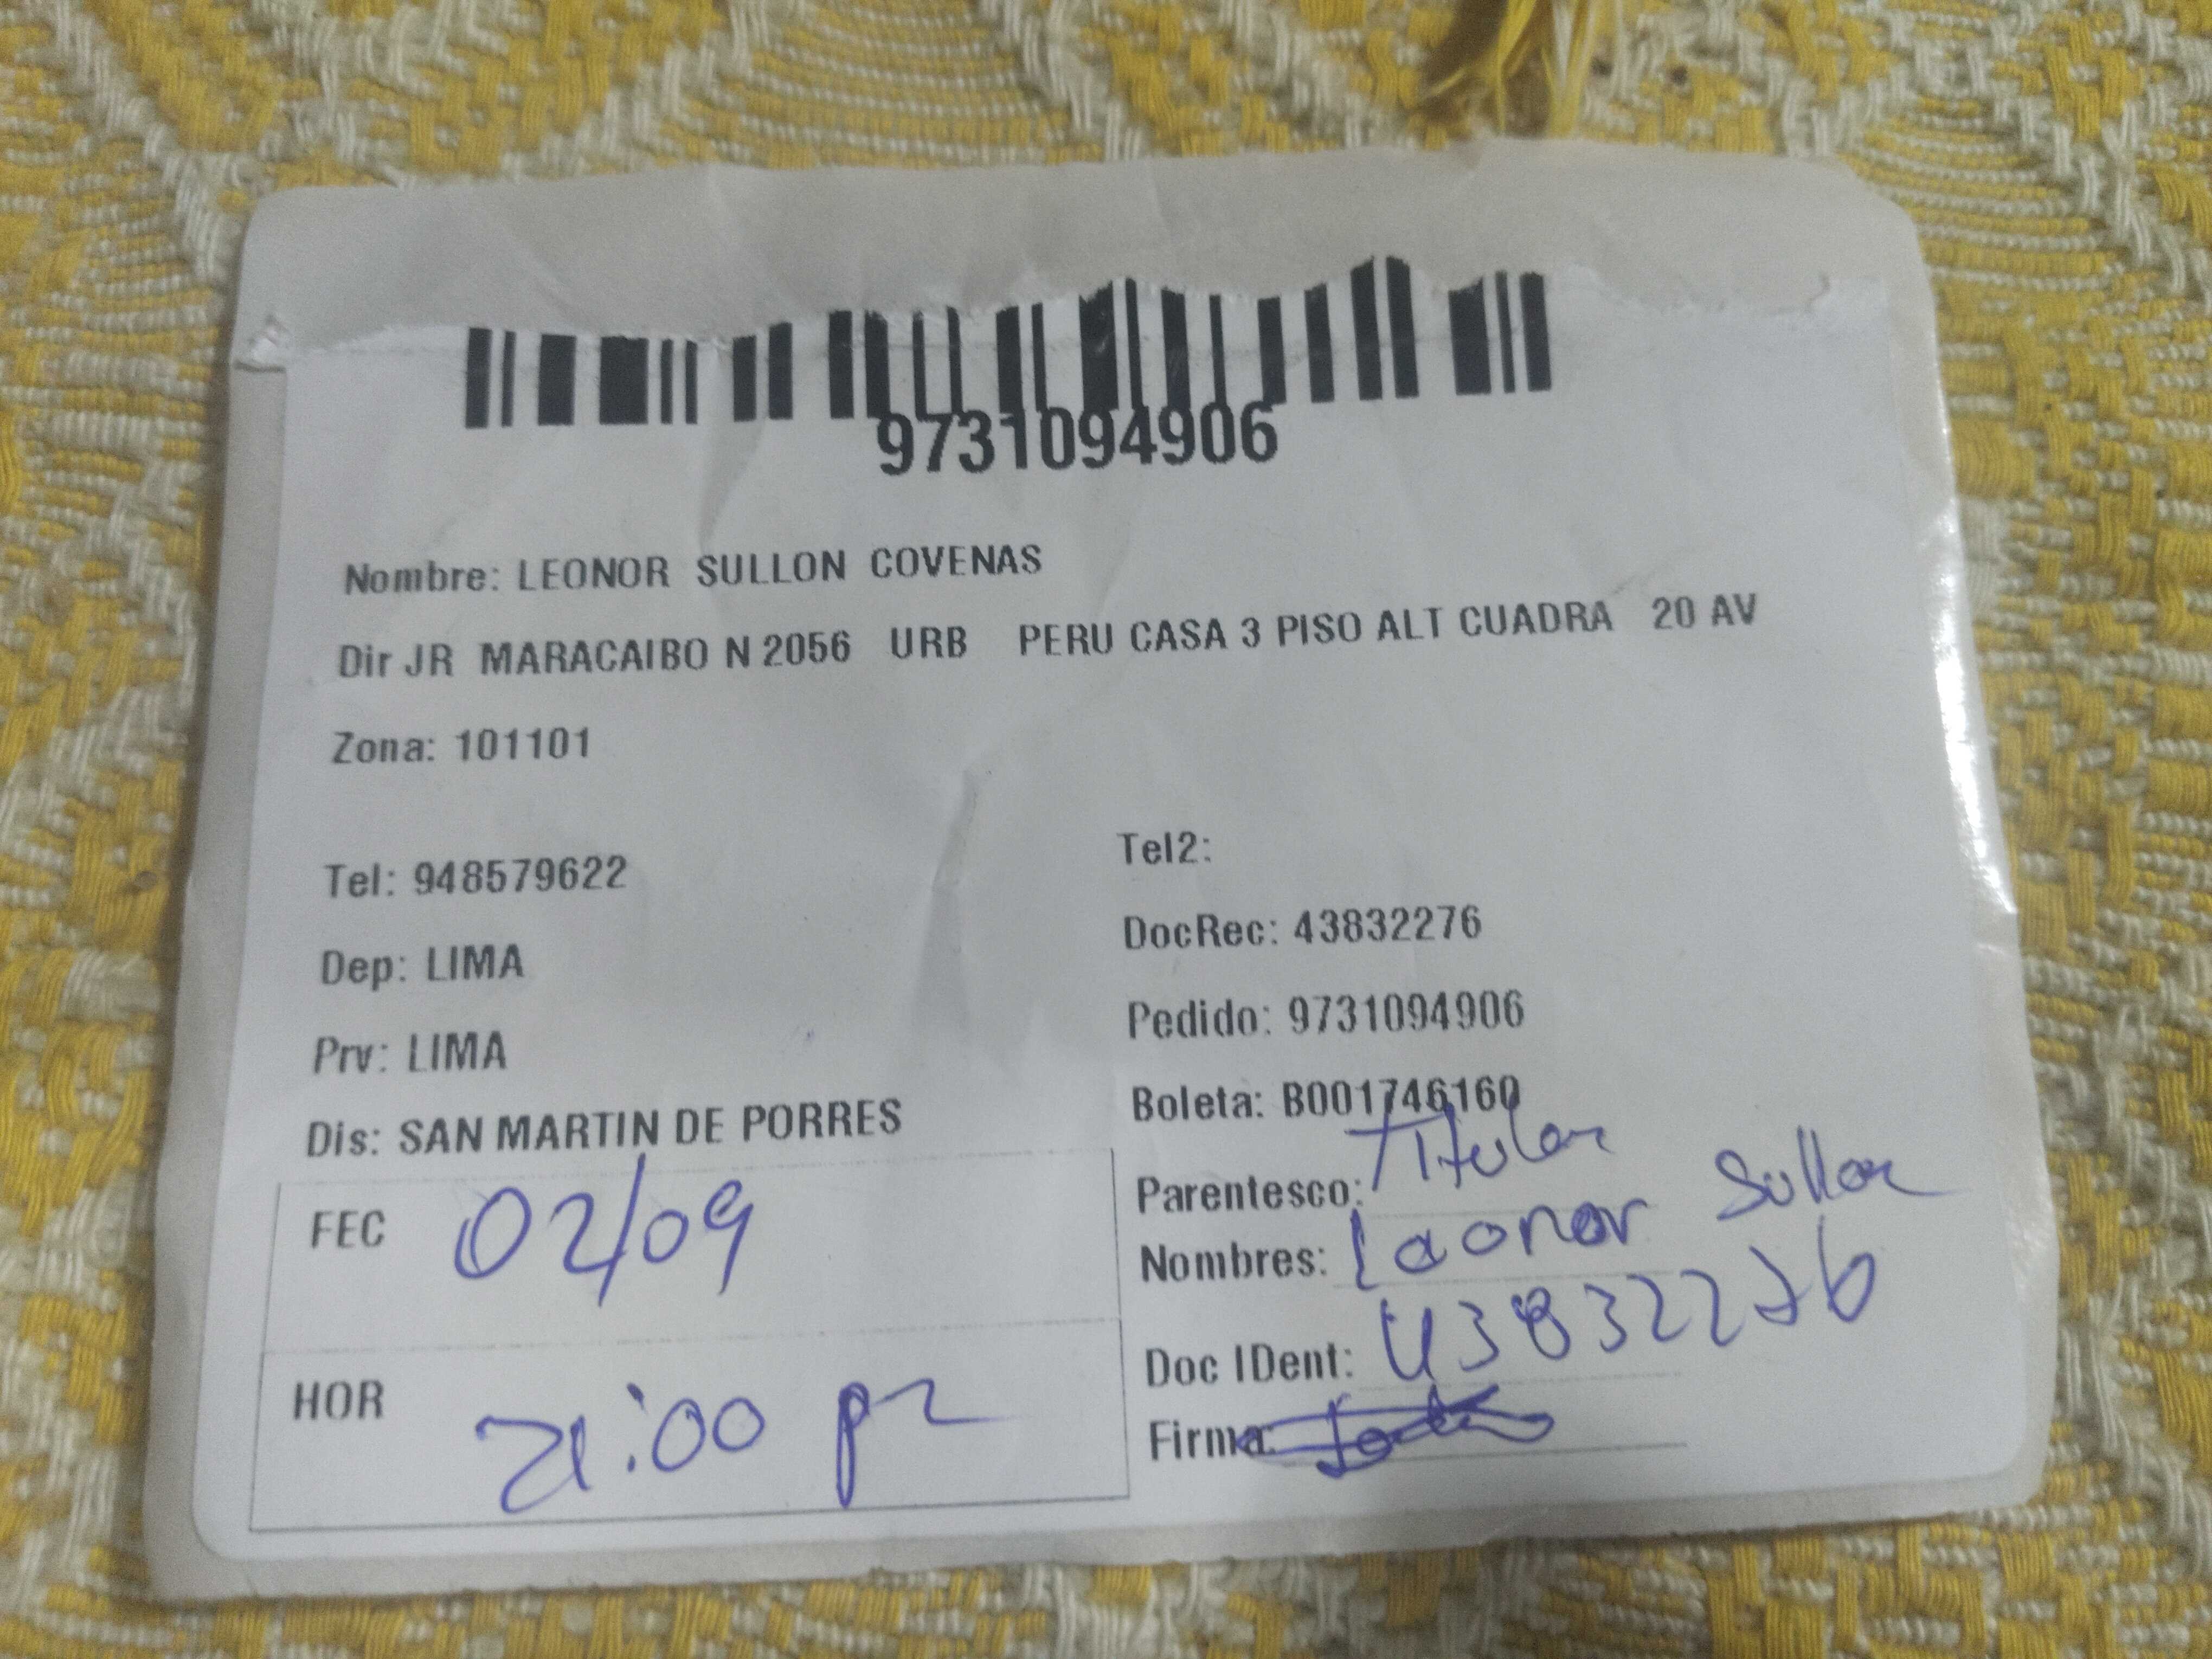 9731094906
Nombre: LEONOR SULLON COVENAS
Dir JR MARACAIBO N 2056 URB PERU CASA 3 PISO ALT CUADRA 20 AV
Zona: 101101
Tel: 948579622 Tel2:
Dep: LIMA DocRec: 43832276
Prv: LIMA Pedido: 9731094906
Dis: SAN MARTIN DE PORRES Boleta: B001746160
FEC 02/09 Parentesco: Titular
Nombres: Leonor Sullon
HOR 21:00 Doc IDent: 43832276
Firma: